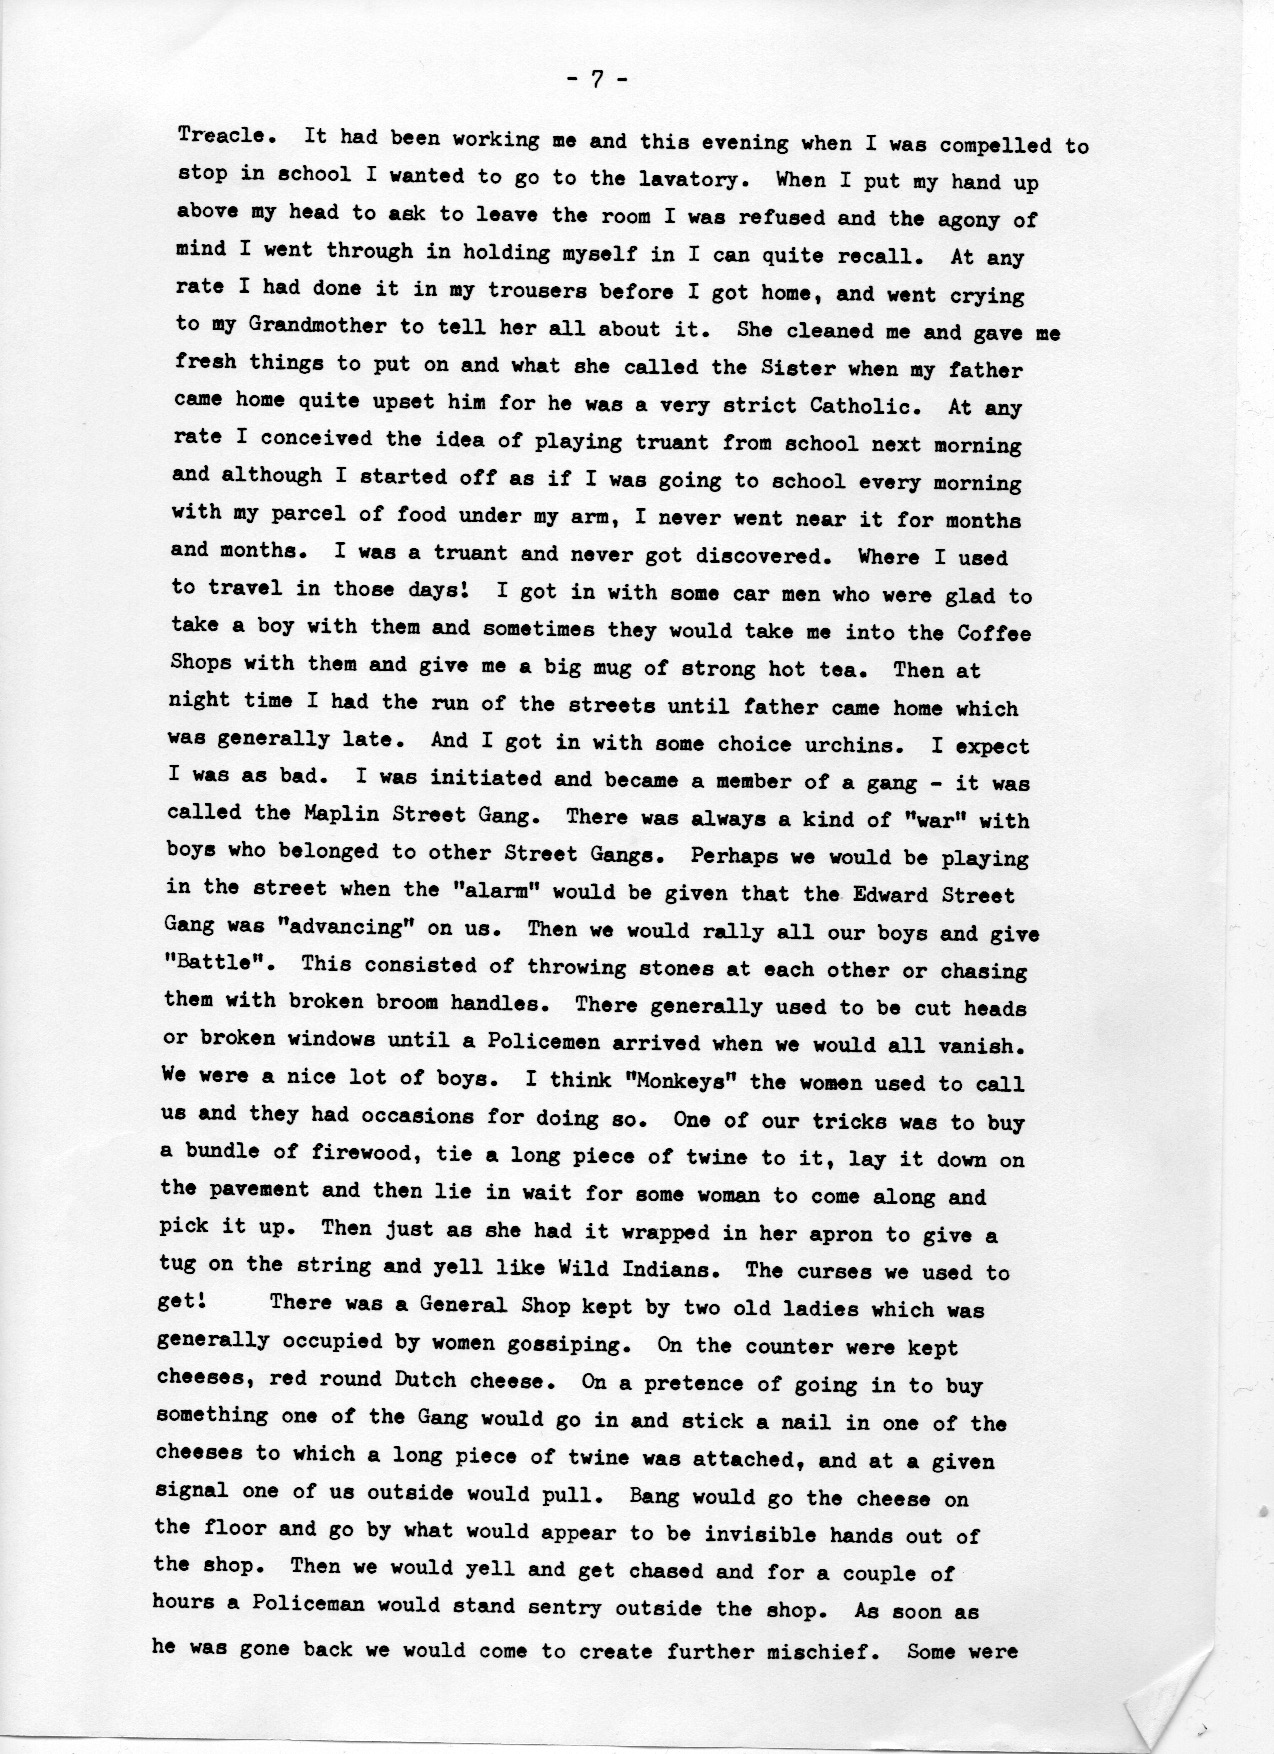 - 7 -
Treacle.  It had been working me and this evening when I was compelled to
stop in school I wanted to go to the lavatory.  When I put my hand up
above my head to ask to leave the room I was refused and the agony of
mind I went through in holding myself in I can quite recall.  At any
rate I had done it in my trousers before I got home, and went crying
to my Grandmother to tell her all about it.  She cleaned me and gave me
fresh things to put on and what she called the Sister when my father
came home quite upset him for he was a very strict Catholic.  At any
rate I conceived the idea of playing truant from school next morning
and although I started off as if I was going to school every morning
with my parcel of food under my arm, I never went near it for months
and months.  I was a truant and never got discovered.  Where I used
to travel in those days!  I got in with some car men who were glad to
take a boy with them and sometimes they would take me into the Coffee
Shops with them and give me a big mug of strong hot tea.  Then at
night time I had the run of the streets until father came home which
was generally late.  And I got in with some choice urchins.  I expect
I was as bad.  I was initiated and became a member of a gang - it was
called the Maplin Street Gang.  There was always a kind of "war" with
boys who belonged to other Street Gangs.  Perhaps we would be playing
in the street when the "alarm" would be given that the Edward Street
Gang was "advancing" on us.  Then we would rally all our boys and give
"Battle".  This consisted of throwing stones at each other or chasing
them with broken broom handles.  There generally used to be cut heads
or broken windows until a Policemen arrived when we would all vanish.
We were a nice lot of boys.  I think "Monkeys" the women used to call
us and they had occasions for doing so.  One of our tricks was to buy
a bundle of firewood, tie a long piece of twine to it, lay it down on
the pavement and then lie in wait for some woman to come along and
pick it up.  Then just as she had it wrapped in her apron to give a
tug on the string and yell like Wild Indians.  The curses we used to
get!     There was a General Shop kept by two old ladies which was
generally occupied by women gossiping.  On the counter were kept
cheeses, red round Dutch cheese.  On a pretence of going in to buy
something one of the Gang would go in and stick a nail in one of the
cheeses to which a long piece of twine was attached, and at a given
signal one of us outside would pull.  Bang would go the cheese on
the floor and go by what would appear to be invisible hands out of
the shop.  Then we would yell and get chased and for a couple of
hours a Policeman would stand sentry outside the shop.  As soon as
he was gone back we would come to create further mischief.  Some were